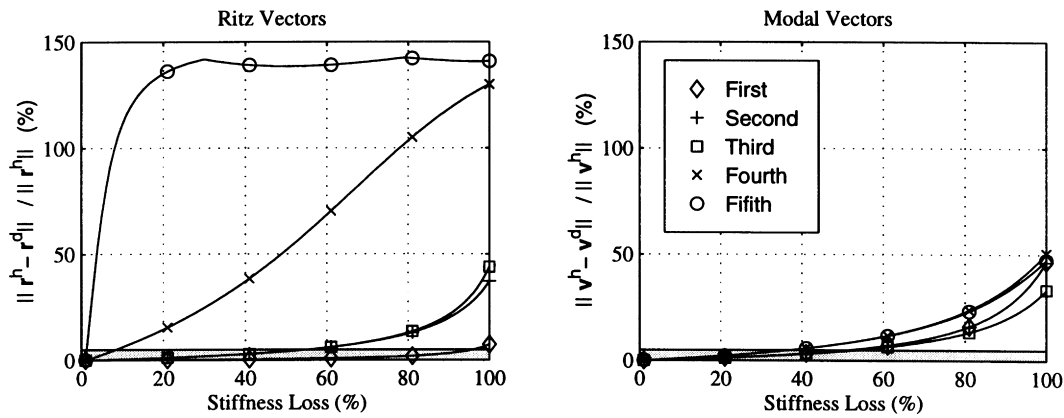 Ritz Vectors
|| r^h – r^d || / || r^h || (%)
150
100
50
0
0 20 40 60 80 100
Stiffness Loss (%)
Modal Vectors
|| v^h – v^d || / || v^h || (%)
150
100
50
0
First
Second
Third
Fourth
Fifith
0 20 40 60 80 100
Stiffness Loss (%)